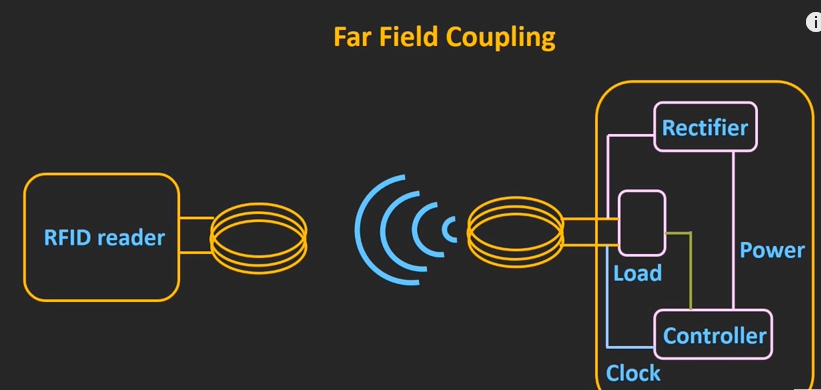 Far Field Coupling
Rectifier
RFID reader
Power
Load
Controller
Clock